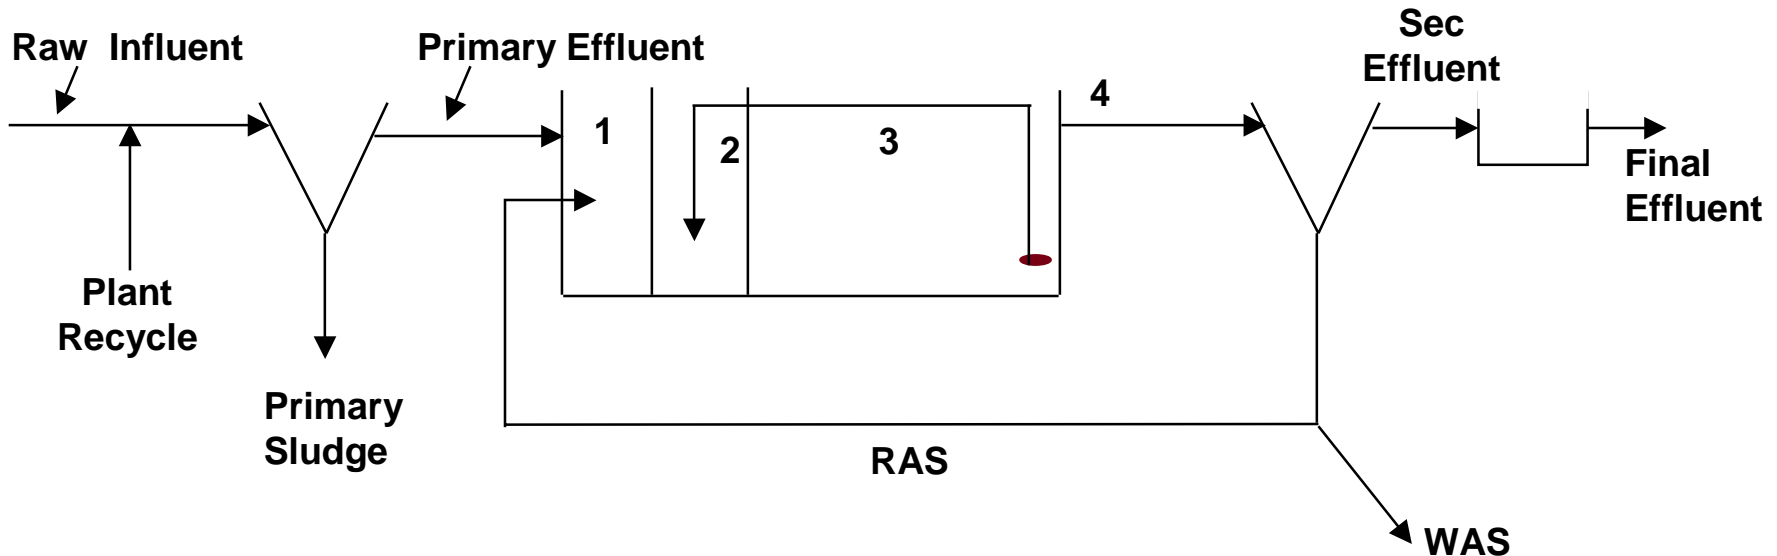 Raw Influent
Primary Effluent
Sec
Effluent
1
2
3
4
Final
Effluent
Plant
Recycle
Primary
Sludge
RAS
WAS